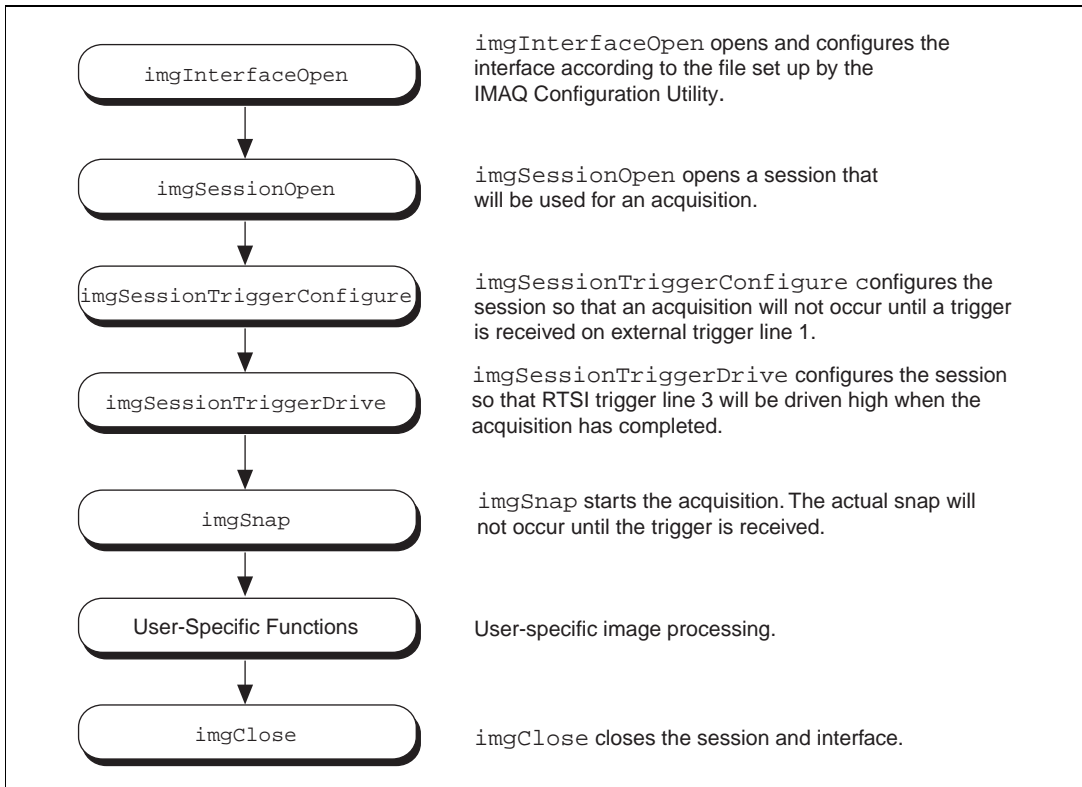 imgInterfaceOpen
imgInterfaceOpen opens and configures the
interface according to the file set up by the
IMAQ Configuration Utility.
imgSessionOpen
imgSessionOpen opens a session that
will be used for an acquisition.
imgSessionTriggerConfigure
imgSessionTriggerConfigure configures the
session so that an acquisition will not occur until a trigger
is received on external trigger line 1.
imgSessionTriggerDrive
imgSessionTriggerDrive configures the session
so that RTSI trigger line 3 will be driven high when the
acquisition has completed.
imgSnap
imgSnap starts the acquisition. The actual snap will
not occur until the trigger is received.
User-Specific Functions
User-specific image processing.
imgClose
imgClose closes the session and interface.